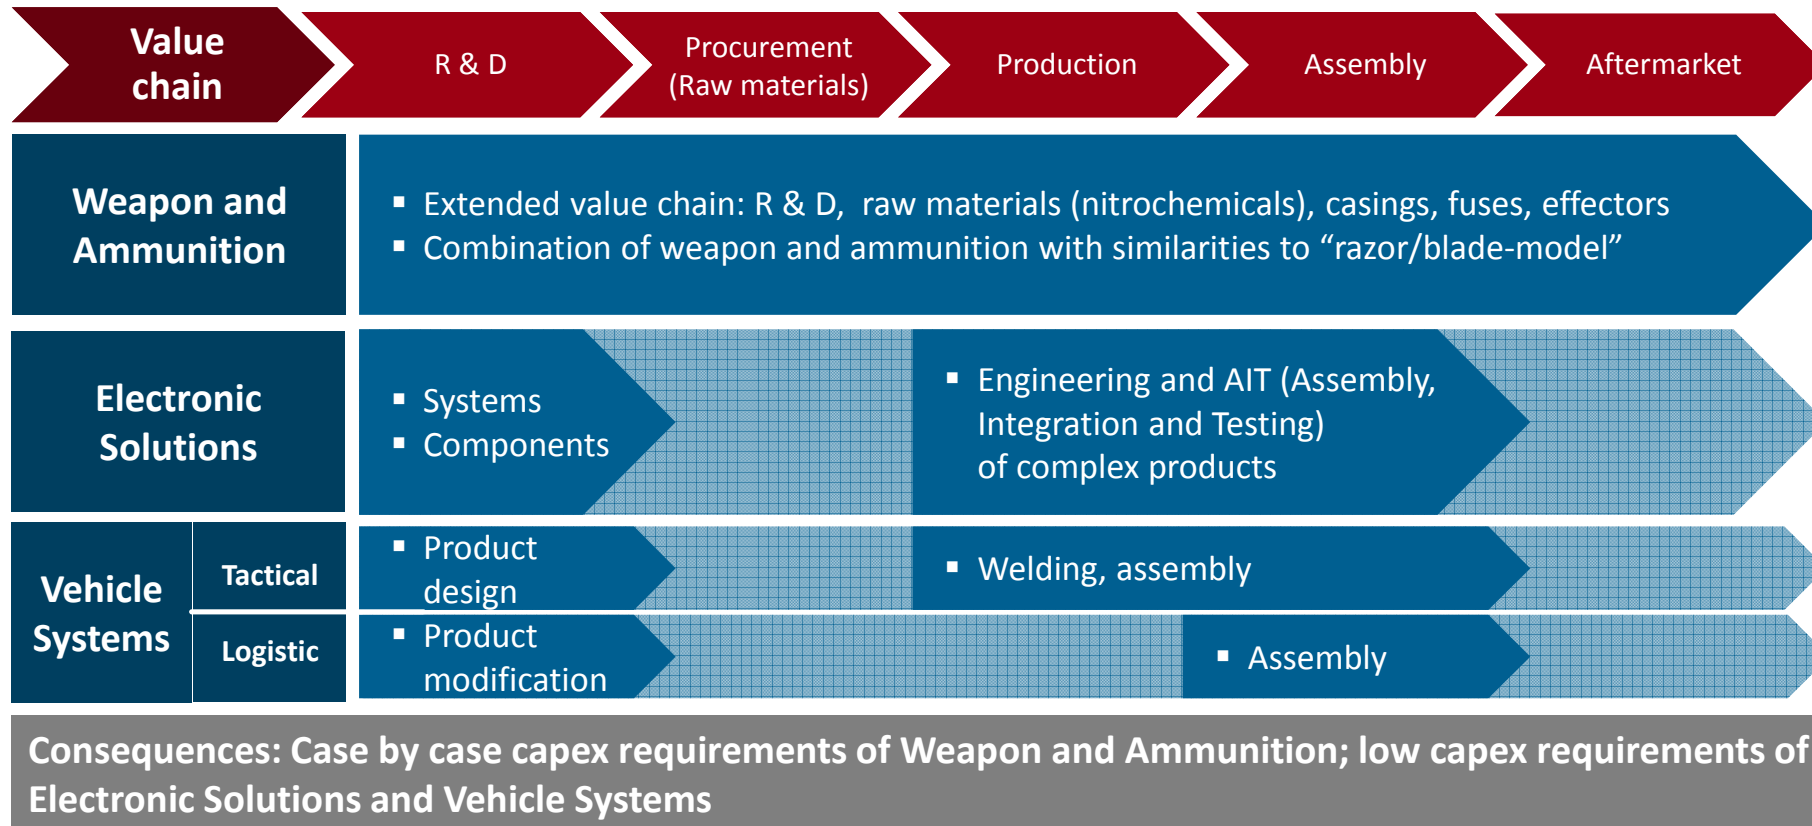 Value
chain
R & D
Procurement
(Raw materials)
Production
Assembly
Aftermarket
Weapon and
Ammunition
▪ Extended value chain: R & D, raw materials (nitrochemicals), casings, fuses, effectors
▪ Combination of weapon and ammunition with similarities to “razor/blade-model”
Electronic
Solutions
▪ Systems
▪ Components
▪ Engineering and AIT (Assembly,
Integration and Testing)
of complex products
Vehicle
Systems
Tactical
▪ Product
design
▪ Welding, assembly
Logistic
▪ Product
modification
▪ Assembly
Consequences: Case by case capex requirements of Weapon and Ammunition; low capex requirements of
Electronic Solutions and Vehicle Systems